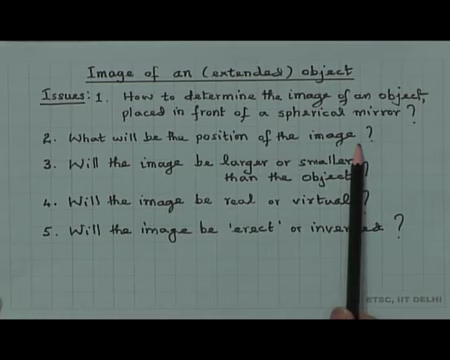 Image of an (extended) object
Issues: 1. How to determine the image of an object,
placed in front of a spherical mirror?
2. What will be the position of the image?
3. Will the image be larger or smaller
than the object?
4. Will the image be real or virtual?
5. Will the image be 'erect' or inverted?
ETSC, IIT DELHI